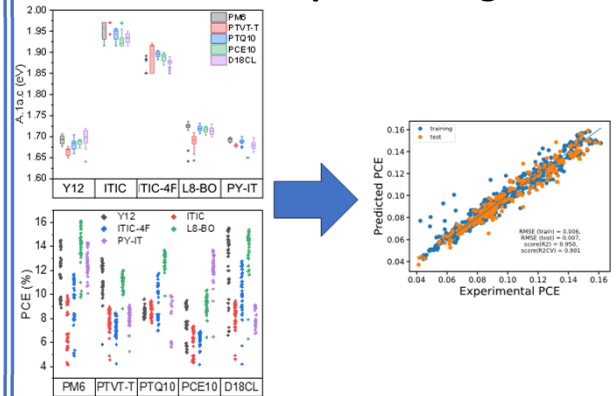 2.00
1.95
1.90
1.85
1.80
1.75
1.70
1.65
1.60
A.1a.c (eV)
PM6
PTVT-T
PTQ10
PCE10
D18CL
Y12 ITIC ITIC-4F L8-BO PY-IT
16
14
12
10
8
6
4
PCE (%)
Y12 ITIC
ITIC-4F L8-BO
PY-IT
PM6 PTVT-T PTQ10 PCE10 D18CL
0.16
0.14
0.12
0.10
0.08
0.06
0.04
Predicted PCE
training
test
RMSE (train) = 0.006,
RMSE (test) = 0.007,
score(R2) = 0.950,
score(R2CV) = 0.901
0.04 0.06 0.08 0.10 0.12 0.14 0.16
Experimental PCE